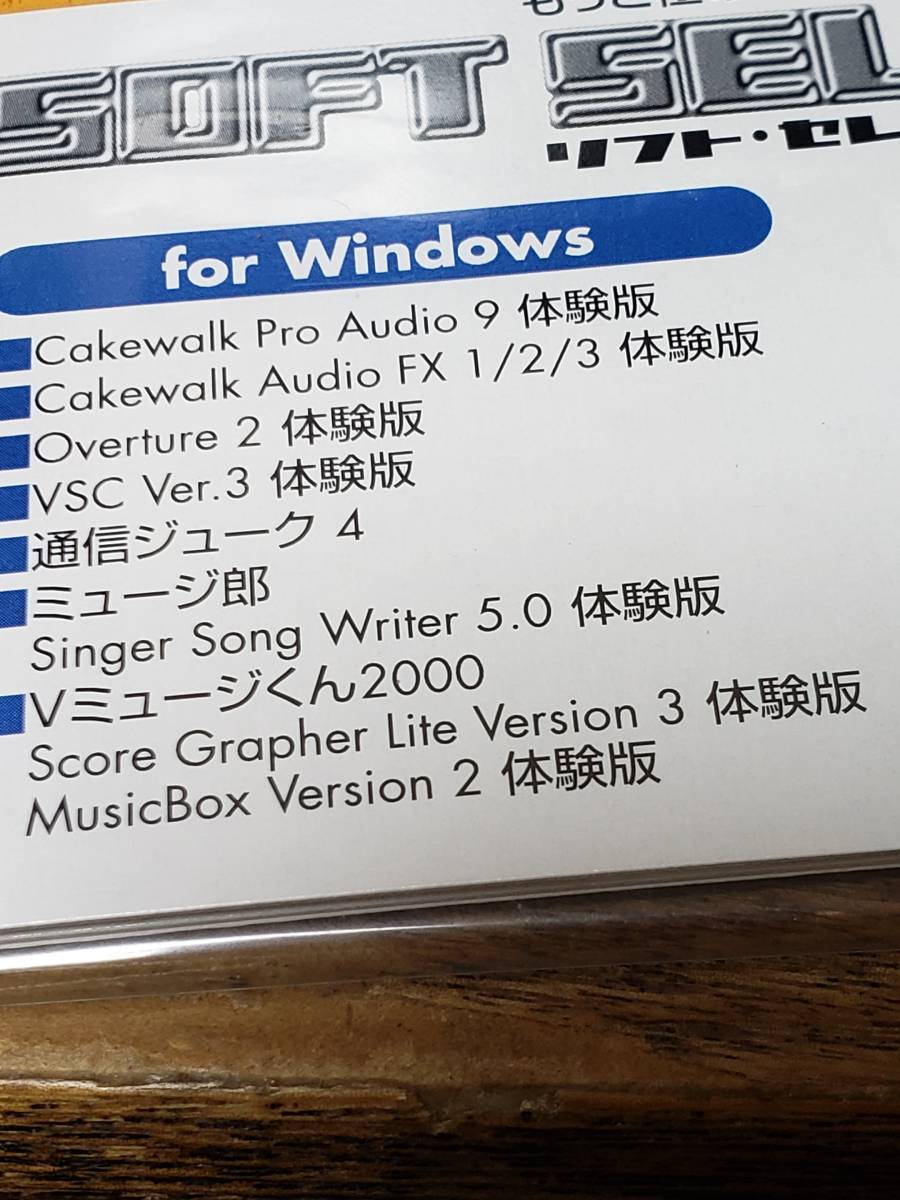 もっと
SOFT SEL
ソフト・セレ
for Windows
Cakewalk Pro Audio 9 体験版
Cakewalk Audio FX 1/2/3 体験版
Overture 2 体験版
VSC Ver.3 体験版
通信ジューク 4
ミュージ郎
Singer Song Writer 5.0 体験版
Vミュージくん2000
Score Grapher Lite Version 3 体験版
MusicBox Version 2 体験版